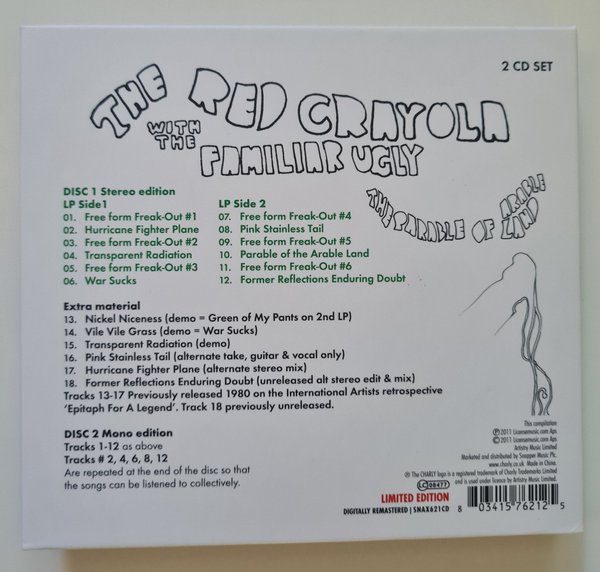 2 CD SET
THE RED CRAYOLA
WITH THE
FAMILIAR UGLY
THE PARABLE OF ARABLE LAND
DISC 1 Stereo edition
LP Side1
01. Free form Freak-Out #1
02. Hurricane Fighter Plane
03. Free form Freak-Out #2
04. Transparent Radiation
05. Free form Freak-Out #3
06. War Sucks
LP Side 2
07. Free form Freak-Out #4
08. Pink Stainless Tail
09. Free form Freak-Out #5
10. Parable of the Arable Land
11. Free form Freak-Out #6
12. Former Reflections Enduring Doubt
Extra material
13. Nickel Niceness (demo = Green of My Pants on 2nd LP)
14. Vile Vile Grass (demo = War Sucks)
15. Transparent Radiation (demo)
16. Pink Stainless Tail (alternate take, guitar & vocal only)
17. Hurricane Fighter Plane (alternate stereo mix)
18. Former Reflections Enduring Doubt (unreleased alt stereo edit & mix)
Tracks 13-17 Previously released 1980 on the International Artists retrospective
'Epitaph For A Legend'. Track 18 previously unreleased.
DISC 2 Mono edition
Tracks 1-12 as above
Tracks # 2, 4, 6, 8, 12
Are repeated at the end of the disc so that
the songs can be listened to collectively.
This compilation
℗ 2011 Licensemusic.com Aps
© 2011 Licensemusic.com Aps
Artistry Music Limited
Marketed and distributed by Snapper Music Plc.
www.charly.co.uk Made in China.
℗ The CHARLY logo is a registered trademark of Charly Trademarks Limited
and is used under licence by Artistry Music Limited.
LC 08477
LIMITED EDITION
DIGITALLY REMASTERED | SNAX621CD
8 03415 76212 5